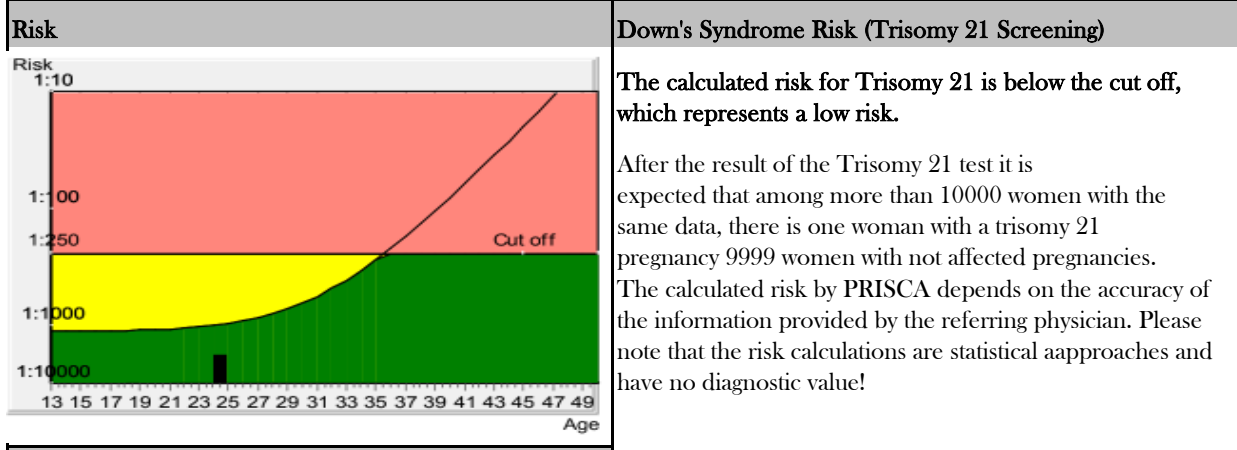 Risk
Down's Syndrome Risk (Trisomy 21 Screening)
Risk
1:10
1:100
1:250
Cut off
1:1000
1:10000
13 15 17 19 21 23 25 27 29 31 33 35 37 39 41 43 45 47 49
Age
The calculated risk for Trisomy 21 is below the cut off,
which represents a low risk.
After the result of the Trisomy 21 test it is
expected that among more than 10000 women with the
same data, there is one woman with a trisomy 21
pregnancy 9999 women with not affected pregnancies.
The calculated risk by PRISCA depends on the accuracy of
the information provided by the referring physician. Please
note that the risk calculations are statistical aapproaches and
have no diagnostic value!